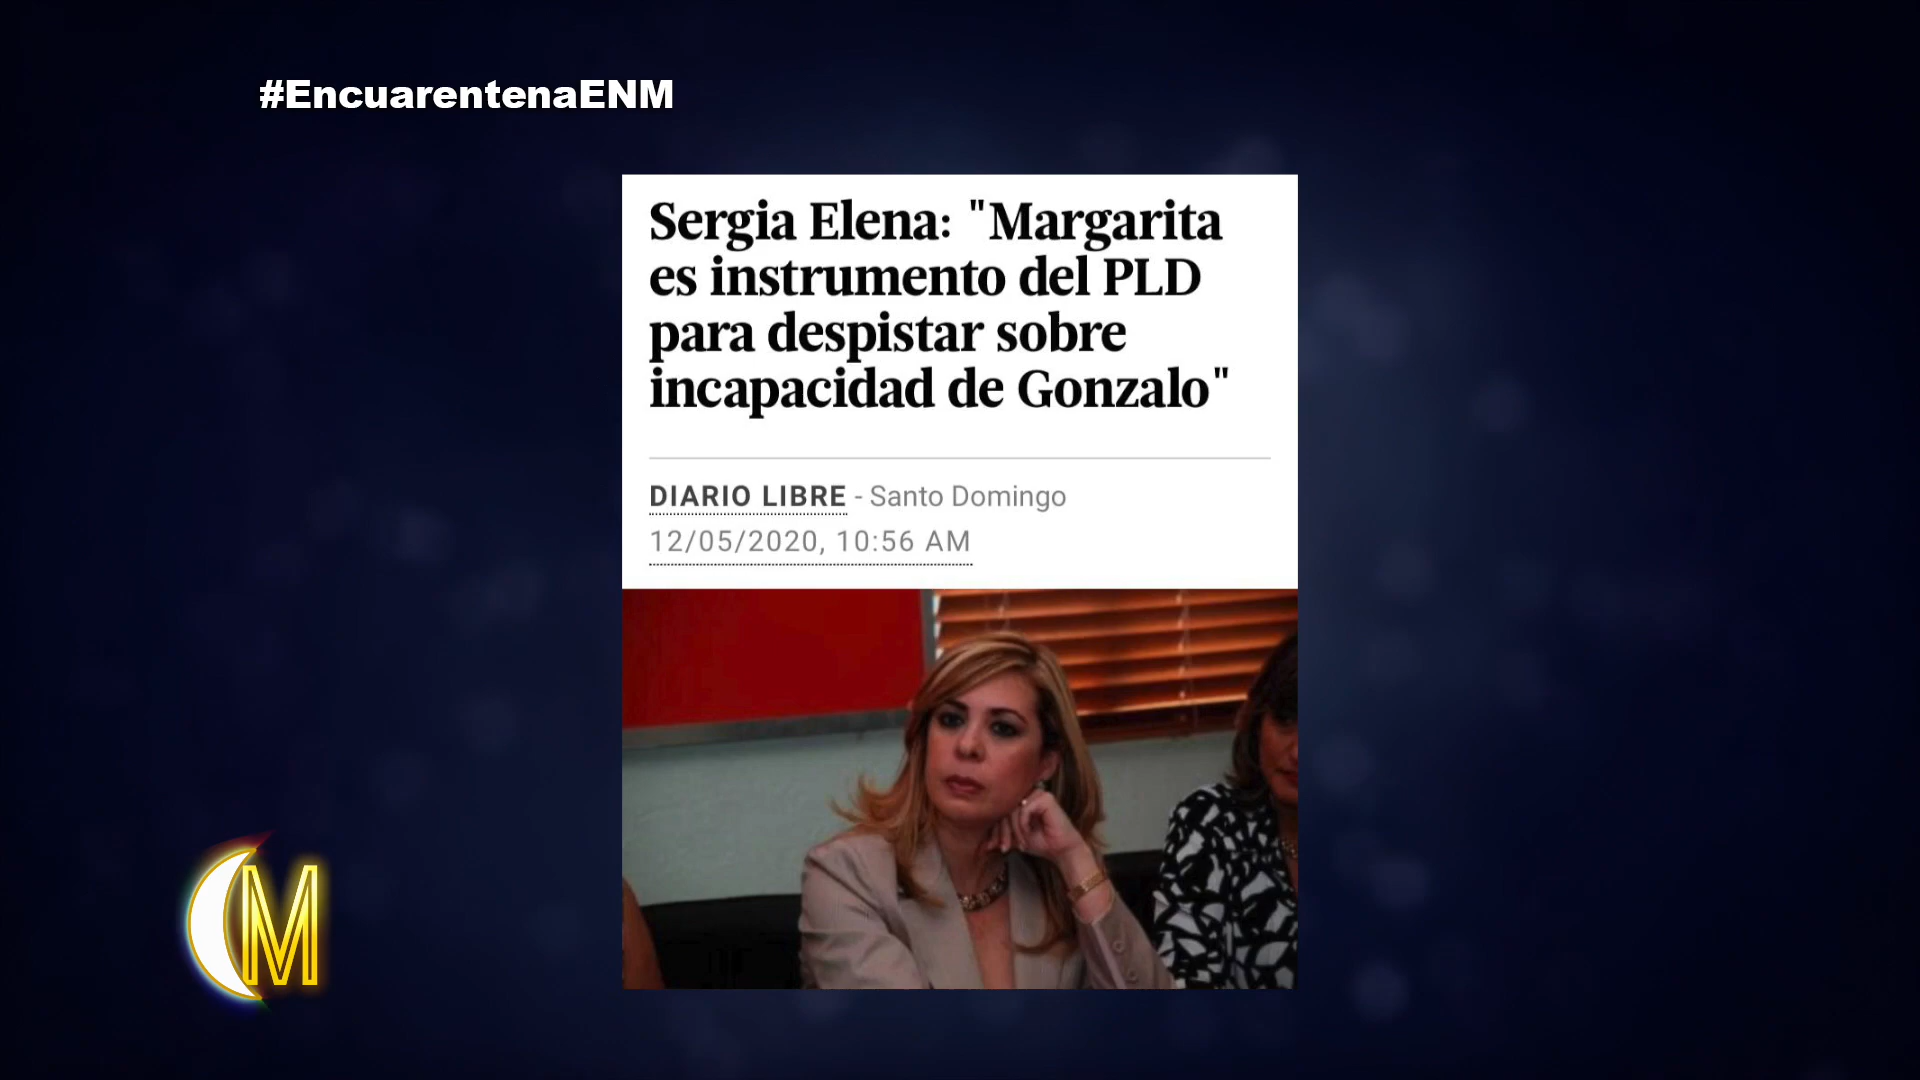 #EncuarentenaENM
Sergia Elena: "Margarita
es instrumento del PLD
para despistar sobre
incapacidad de Gonzalo"
DIARIO LIBRE - Santo Domingo
12/05/2020, 10:56 AM
M